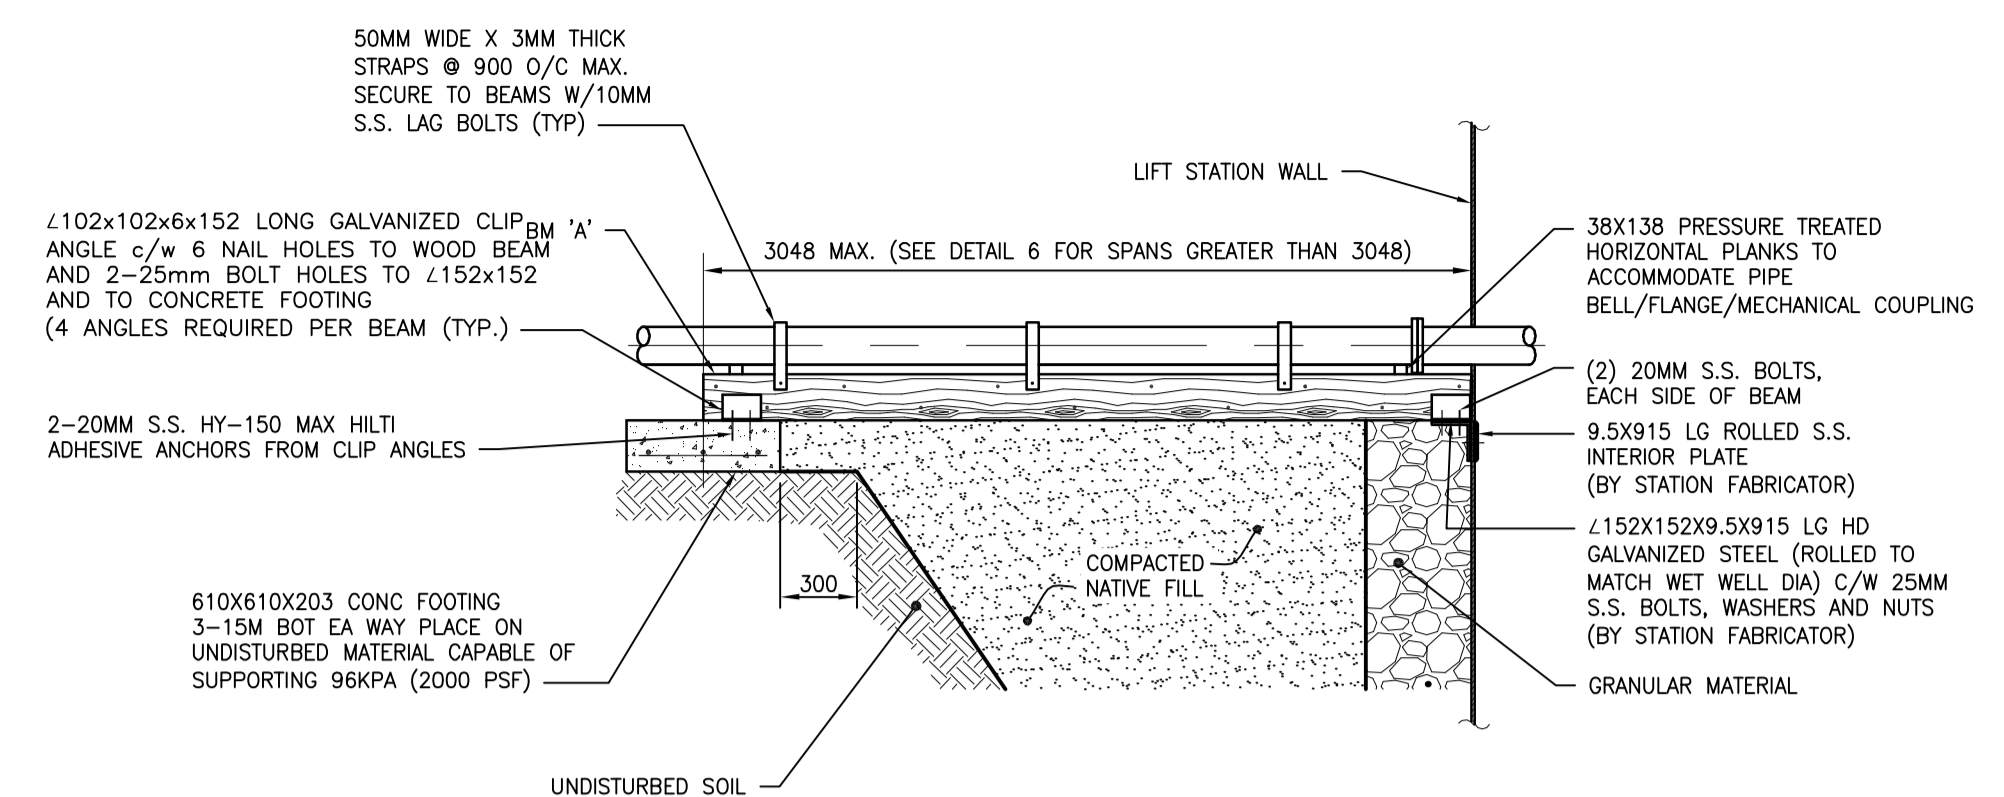 50MM WIDE X 3MM THICK
STRAPS @ 900 O/C MAX.
SECURE TO BEAMS W/10MM
S.S. LAG BOLTS (TYP)
LIFT STATION WALL
∠102x102x6x152 LONG GALVANIZED CLIP
ANGLE c/w 6 NAIL HOLES TO WOOD BEAM
AND 2-25mm BOLT HOLES TO ∠152x152
AND TO CONCRETE FOOTING
(4 ANGLES REQUIRED PER BEAM (TYP.)
BM 'A'
3048 MAX. (SEE DETAIL 6 FOR SPANS GREATER THAN 3048)
38X138 PRESSURE TREATED
HORIZONTAL PLANKS TO
ACCOMMODATE PIPE
BELL/FLANGE/MECHANICAL COUPLING
(2) 20MM S.S. BOLTS,
EACH SIDE OF BEAM
2-20MM S.S. HY-150 MAX HILTI
ADHESIVE ANCHORS FROM CLIP ANGLES
9.5X915 LG ROLLED S.S.
INTERIOR PLATE
(BY STATION FABRICATOR)
∠152X152X9.5X915 LG HD
GALVANIZED STEEL (ROLLED TO
MATCH WET WELL DIA) C/W 25MM
S.S. BOLTS, WASHERS AND NUTS
(BY STATION FABRICATOR)
COMPACTED
NATIVE FILL
300
610X610X203 CONC FOOTING
3-15M BOT EA WAY PLACE ON
UNDISTURBED MATERIAL CAPABLE OF
SUPPORTING 96KPA (2000 PSF)
GRANULAR MATERIAL
UNDISTURBED SOIL